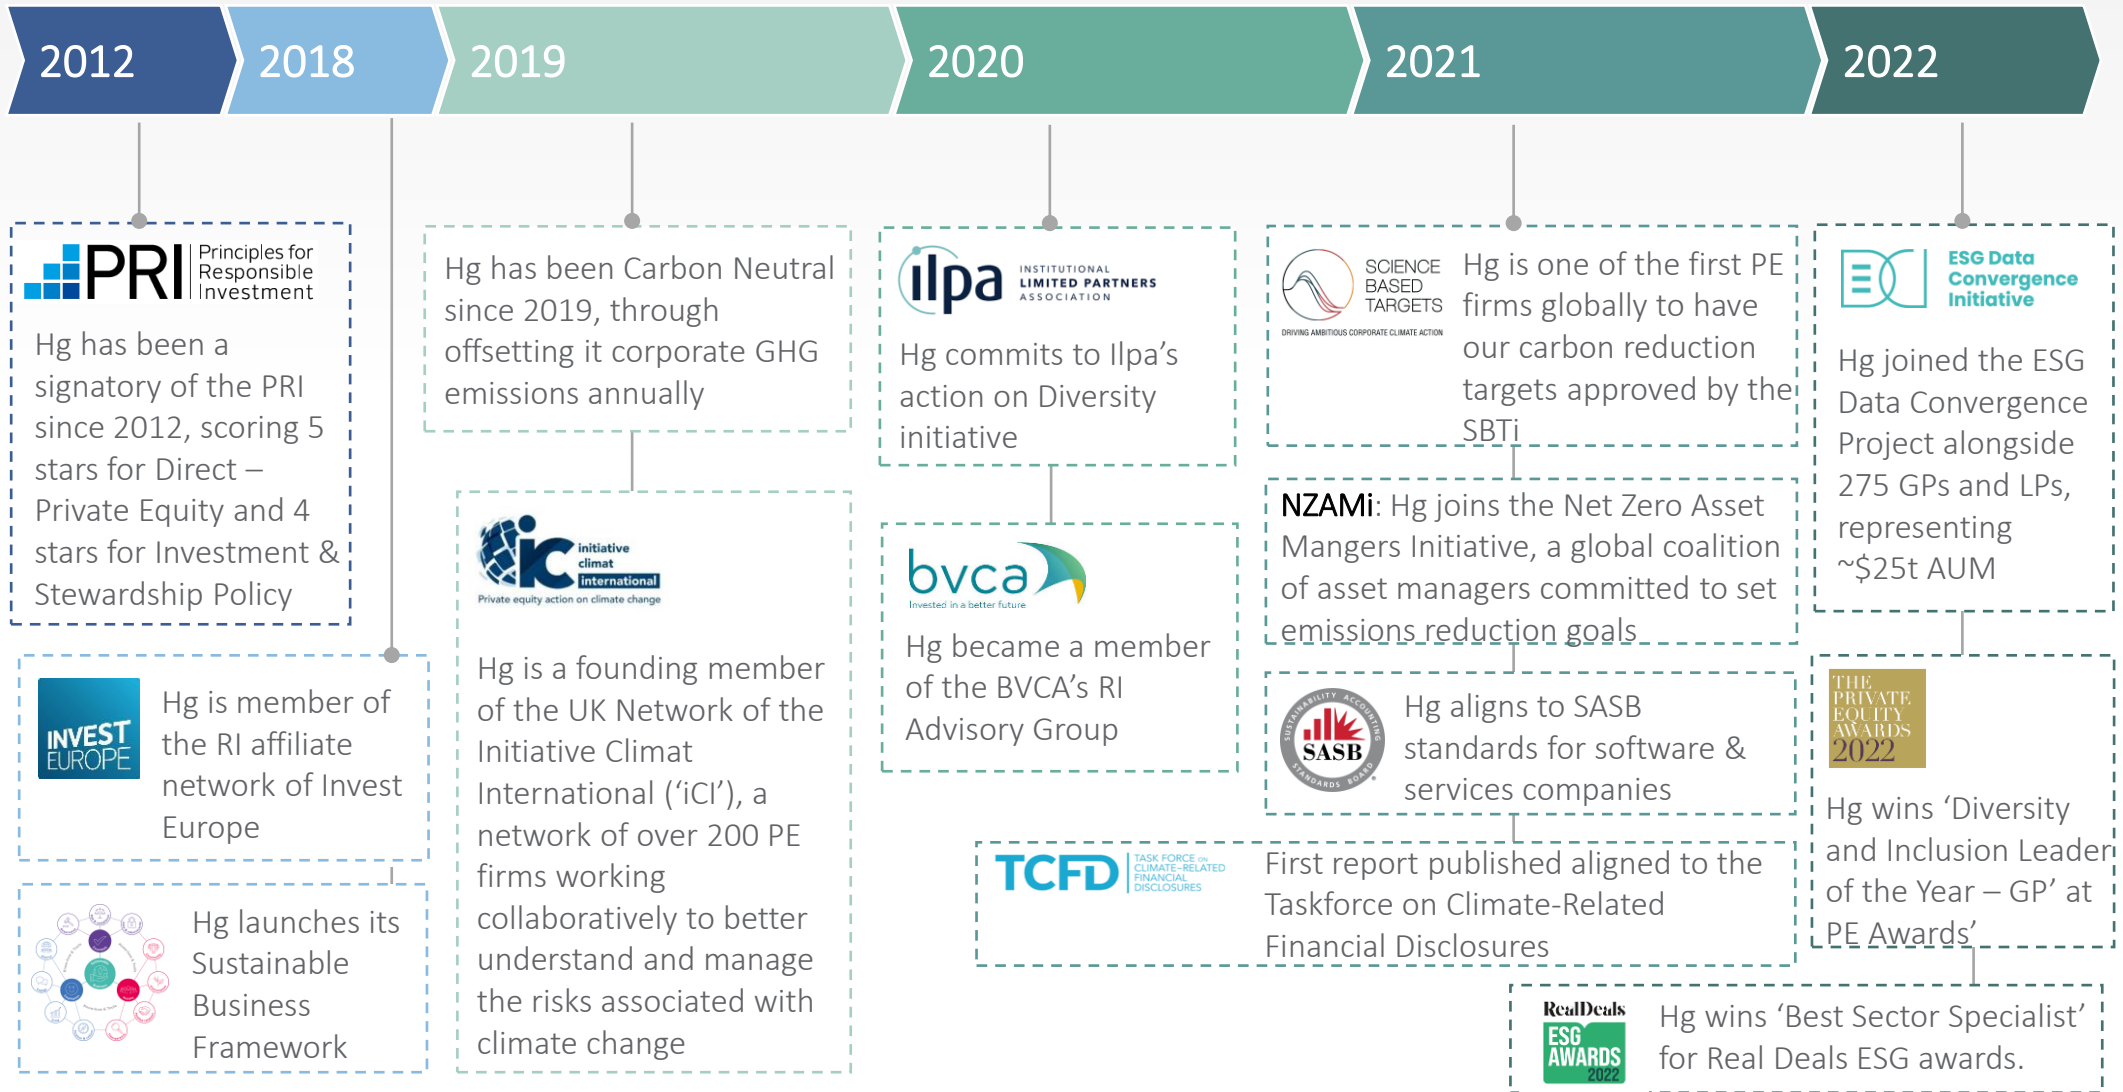 2012
2018
2019
2020
2021
2022
PRI
Principles for
Responsible
Investment
Hg has been a
signatory of the PRI
since 2012, scoring 5
stars for Direct –
Private Equity and 4
stars for Investment &
Stewardship Policy
INVEST
EUROPE
Hg is member of
the RI affiliate
network of Invest
Europe
Hg launches its
Sustainable
Business
Framework
Hg has been Carbon Neutral
since 2019, through
offsetting it corporate GHG
emissions annually
iC
initiative
climat
international
Private equity action on climate change
Hg is a founding member
of the UK Network of the
Initiative Climat
International (‘iCI’), a
network of over 200 PE
firms working
collaboratively to better
understand and manage
the risks associated with
climate change
ilpa
INSTITUTIONAL
LIMITED PARTNERS
ASSOCIATION
Hg commits to Ilpa’s
action on Diversity
initiative
bvca
Invested in a better future
Hg became a member
of the BVCA’s RI
Advisory Group
SCIENCE
BASED
TARGETS
DRIVING AMBITIOUS CORPORATE CLIMATE ACTION
Hg is one of the first PE
firms globally to have
our carbon reduction
targets approved by the
SBTi
NZAMi: Hg joins the Net Zero Asset
Mangers Initiative, a global coalition
of asset managers committed to set
emissions reduction goals
SUSTAINABILITY ACCOUNTING
SASB
STANDARDS BOARD
Hg aligns to SASB
standards for software &
services companies
TCFD
TASK FORCE ON
CLIMATE-RELATED
FINANCIAL
DISCLOSURES
First report published aligned to the
Taskforce on Climate-Related
Financial Disclosures
ESG Data
Convergence
Initiative
Hg joined the ESG
Data Convergence
Project alongside
275 GPs and LPs,
representing
~$25t AUM
THE
PRIVATE
EQUITY
AWARDS
2022
Hg wins ‘Diversity
and Inclusion Leader
of the Year – GP’ at
PE Awards’
RealDeals
ESG
AWARDS
2022
Hg wins ‘Best Sector Specialist’
for Real Deals ESG awards.